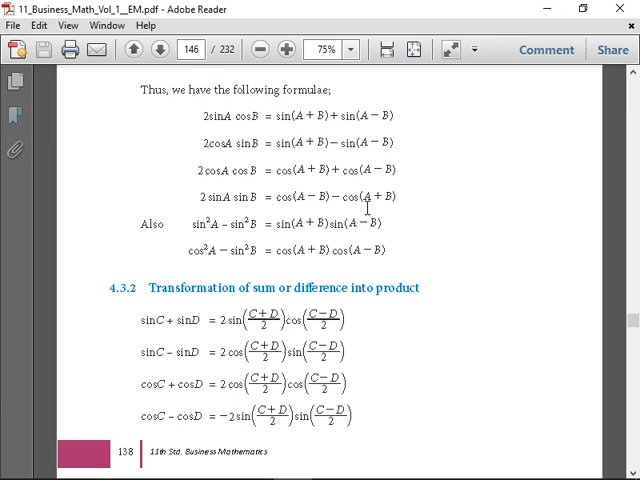 11_Business_Math_Vol_1__EM.pdf - Adobe Reader
File Edit View Window Help
146 / 232 75% Comment Share
Thus, we have the following formulae;
2sinA cosB = sin(A + B) + sin(A − B)
2cosA sinB = sin(A + B) − sin(A − B)
2cosA cosB = cos(A + B) + cos(A − B)
2 sinA sinB = cos(A − B) − cos(A + B)
Also sin²A − sin²B = sin(A + B) sin(A − B)
cos²A − sin²B = cos(A + B) cos(A − B)
4.3.2 Transformation of sum or difference into product
sinC + sinD = 2 sin((C + D)/2) cos((C − D)/2)
sinC − sinD = 2 cos((C + D)/2) sin((C − D)/2)
cosC + cosD = 2 cos((C + D)/2) cos((C − D)/2)
cosC − cosD = −2 sin((C + D)/2) sin((C − D)/2)
138 11th Std. Business Mathematics